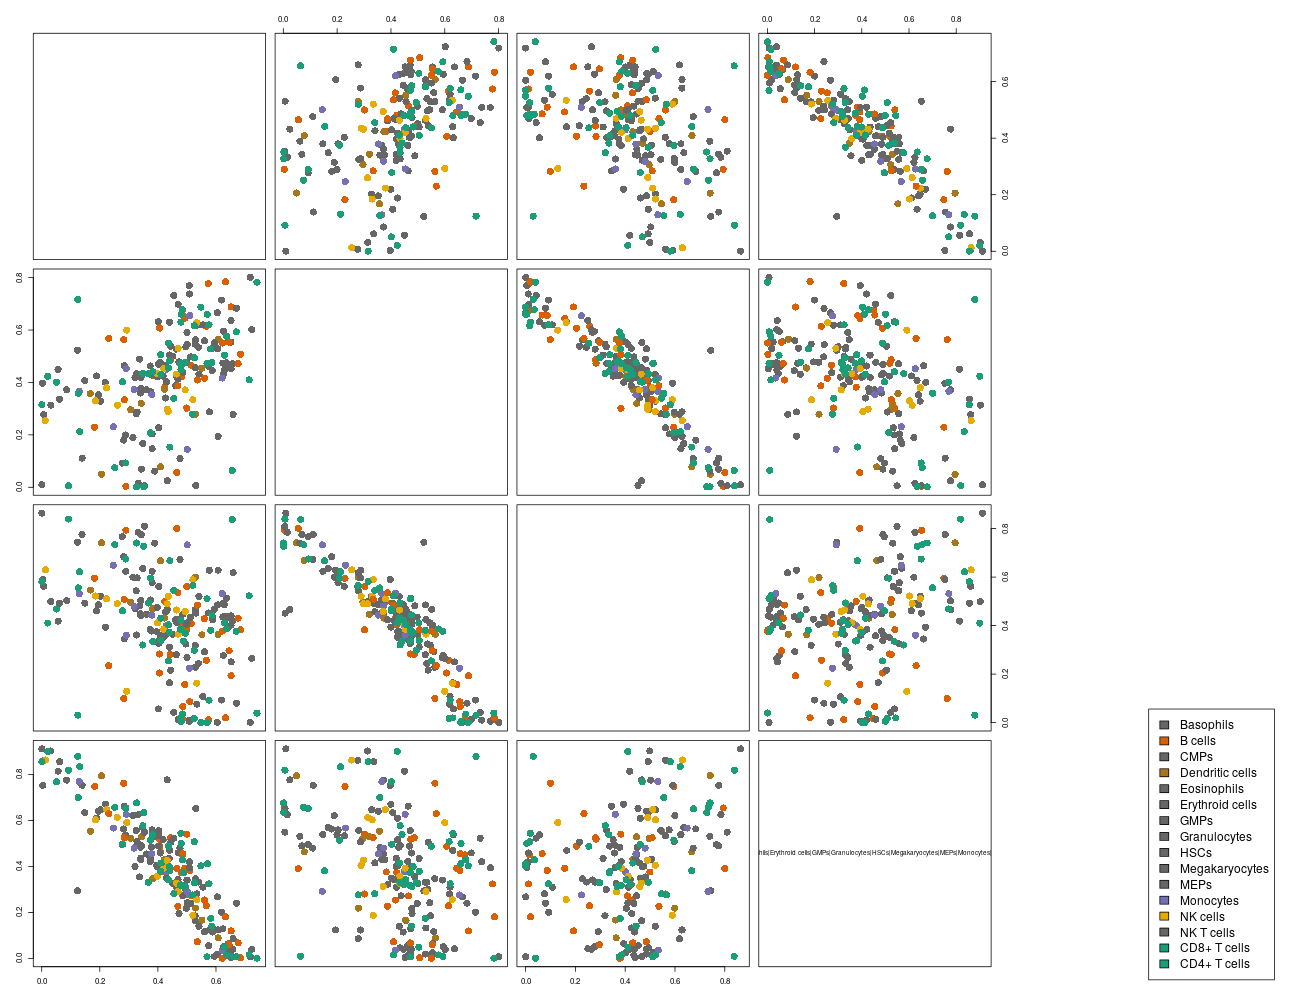 0.0 0.2 0.4 0.6 0.8
0.0 0.2 0.4 0.6 0.8
0.0 0.2 0.4 0.6
0.0 0.2 0.4 0.6 0.8
0.0 0.2 0.4 0.6 0.8
0.0 0.2 0.4 0.6 0.8
hils|Erythroid cells|GMPs|Granulocytes|HSCs|Megakaryocytes|MEPs|Monocytes|
0.0 0.2 0.4 0.6
0.0 0.2 0.4 0.6 0.8
Basophils
B cells
CMPs
Dendritic cells
Eosinophils
Erythroid cells
GMPs
Granulocytes
HSCs
Megakaryocytes
MEPs
Monocytes
NK cells
NK T cells
CD8+ T cells
CD4+ T cells